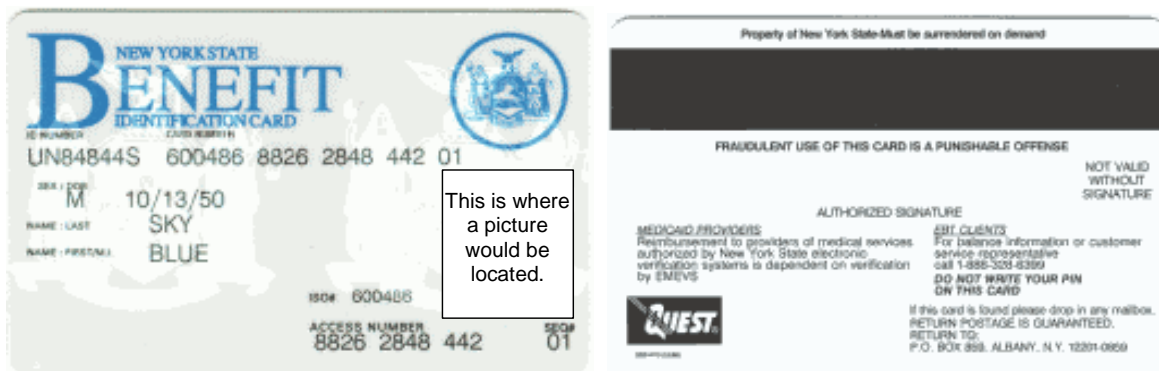 NEW YORK STATE
BENEFIT
IDENTIFICATION CARD
ID NUMBER CARD NUMBER
UN84844S 600486 8826 2848 442 01
SEX / DOB
M 10/13/50
NAME : LAST SKY
NAME : FIRST/M.I. BLUE
This is where
a picture
would be
located.
ISO# 600486
ACCESS NUMBER SEQ#
8826 2848 442 01
Property of New York State-Must be surrendered on demand
FRAUDULENT USE OF THIS CARD IS A PUNISHABLE OFFENSE
NOT VALID
WITHOUT
SIGNATURE
AUTHORIZED SIGNATURE
MEDICAID PROVIDERS
Reimbursement to providers of medical services
authorized by New York State electronic
verification systems is dependent on verification
by EMEVS
EBT CLIENTS
For balance information or customer
service representative
call 1-888-328-6399
DO NOT WRITE YOUR PIN
ON THIS CARD
QUEST.
If this card is found please drop in any mailbox.
RETURN POSTAGE IS GUARANTEED.
RETURN TO:
P.O. BOX 859, ALBANY, N.Y. 12201-0859